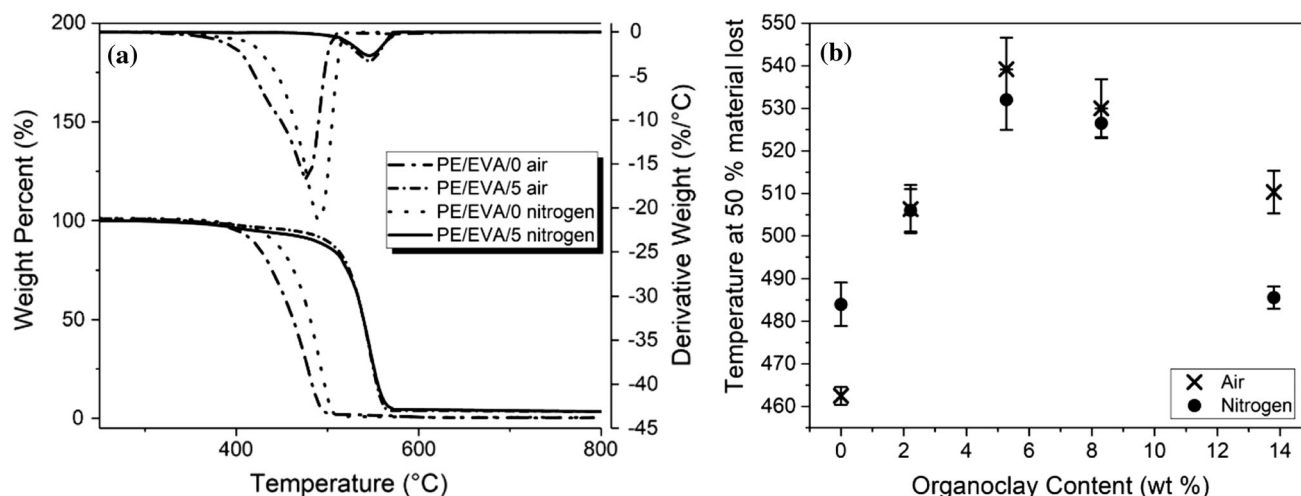 (a)
Weight Percent (%)
200
150
100
50
0
0
-5
-10
-15
-20
-25
-30
-35
-40
-45
Derivative Weight (%/°C)
PE/EVA/0 air
PE/EVA/5 air
PE/EVA/0 nitrogen
PE/EVA/5 nitrogen
400
600
800
Temperature (°C)
(b)
Temperature at 50 % material lost
550
540
530
520
510
500
490
480
470
460
Air
Nitrogen
0
2
4
6
8
10
12
14
Organoclay Content (wt %)